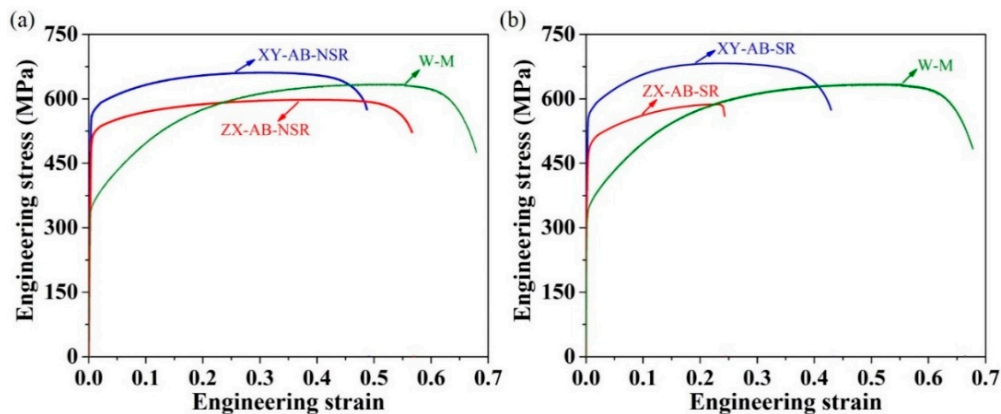 (a)
Engineering stress (MPa)
750
600
450
300
150
0
XY-AB-NSR
W-M
ZX-AB-NSR
0.0 0.1 0.2 0.3 0.4 0.5 0.6 0.7
Engineering strain
(b)
Engineering stress (MPa)
750
600
450
300
150
0
XY-AB-SR
W-M
ZX-AB-SR
0.0 0.1 0.2 0.3 0.4 0.5 0.6 0.7
Engineering strain